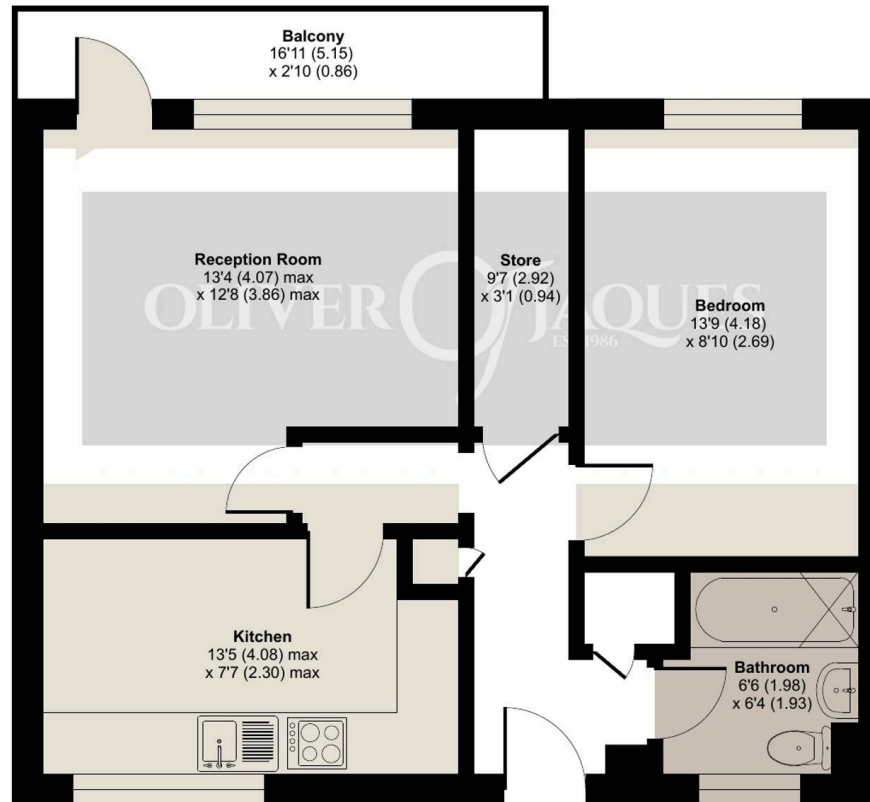 Balcony
16'11 (5.15)
x 2'10 (0.86)
Reception Room
13'4 (4.07) max
x 12'8 (3.86) max
Store
9'7 (2.92)
x 3'1 (0.94)
Bedroom
13'9 (4.18)
x 8'10 (2.69)
OLIVER J JAQUES
EST 1986
Kitchen
13'5 (4.08) max
x 7'7 (2.30) max
Bathroom
6'6 (1.98)
x 6'4 (1.93)